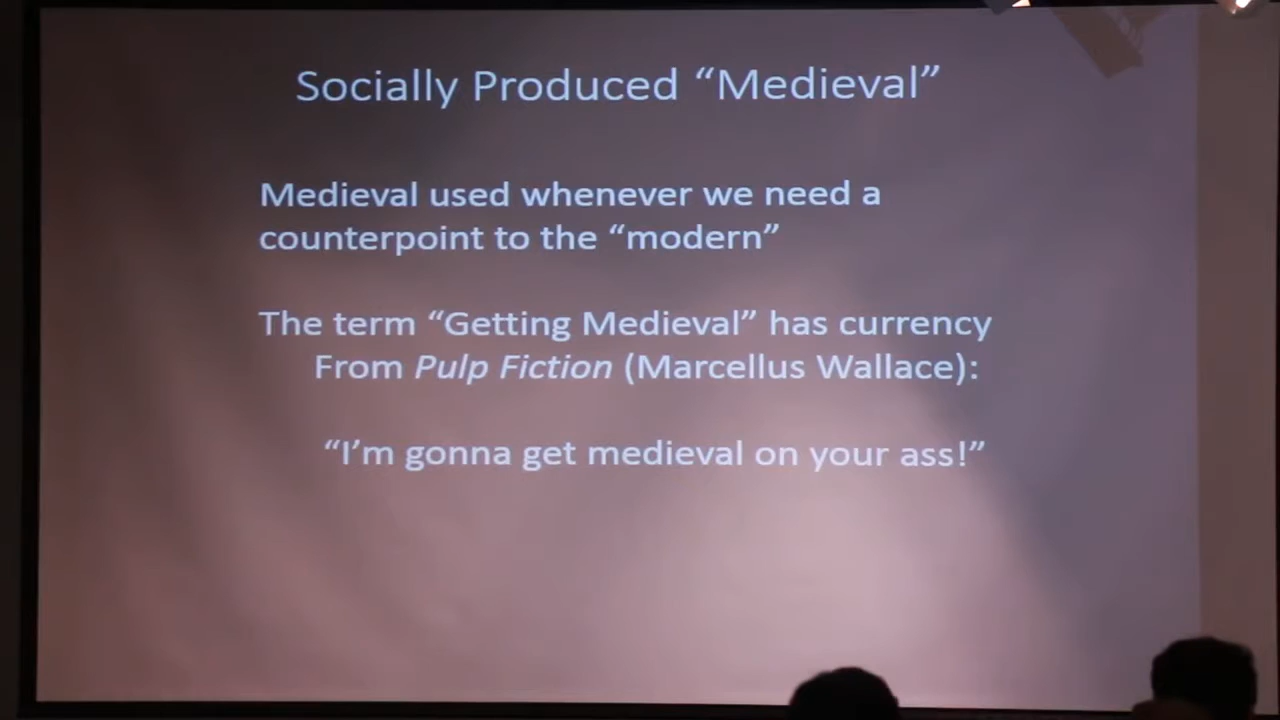 Socially Produced “Medieval”
Medieval used whenever we need a
counterpoint to the “modern”
The term “Getting Medieval” has currency
From Pulp Fiction (Marcellus Wallace):
“I’m gonna get medieval on your ass!”